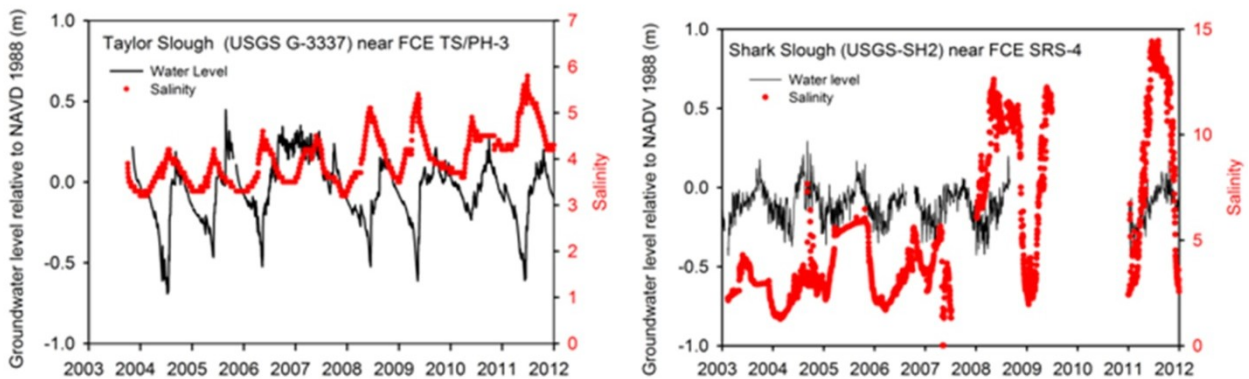 Groundwater level relative to NAVD 1988 (m)
1.0
0.5
0.0
-0.5
-1.0
Taylor Slough (USGS G-3337) near FCE TS/PH-3
Water Level
Salinity
7
6
5
4
3
2
1
0
Salinity
2003 2004 2005 2006 2007 2008 2009 2010 2011 2012
Groundwater level relative to NADV 1988 (m)
1.0
0.5
0.0
-0.5
-1.0
Shark Slough (USGS-SH2) near FCE SRS-4
Water level
Salinity
15
10
5
0
Salinity
2003 2004 2005 2006 2007 2008 2009 2010 2011 2012